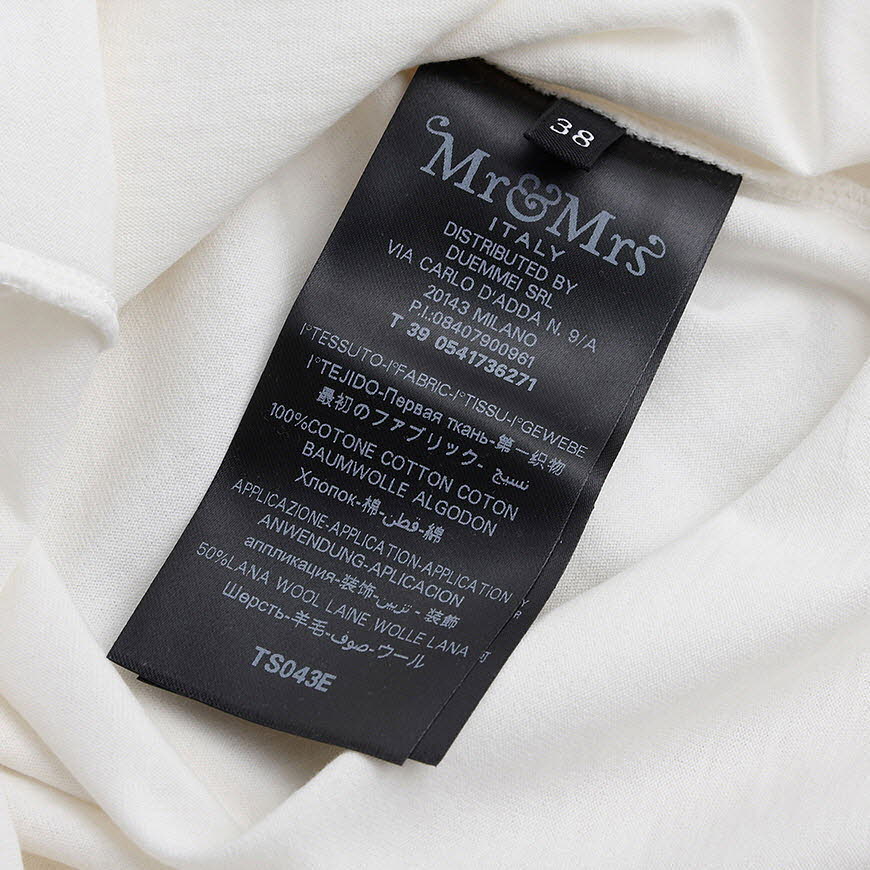 38
Mr&Mrs
ITALY
DISTRIBUTED BY
DUEMMEI SRL
VIA CARLO D'ADDA N. 9/A
20143 MILANO
P.I.:08407900961
T 39 0541736271
I°TESSUTO-I°FABRIC-I°TISSU-I°GEWEBE
I°TEJIDO-Первая ткань-第一织物
最初のファブリック- نسيج
100%COTONE COTTON COTON
BAUMWOLLE ALGODON
Хлопок-棉-قطن-綿
APPLICAZIONE-APPLICATION-APPLICATION
ANWENDUNG-APLICACION
аппликация-装饰- تزيين - 装飾
50%LANA WOOL LAINE WOLLE LANA
Шерсть-羊毛-صوف-ウール
TS043E